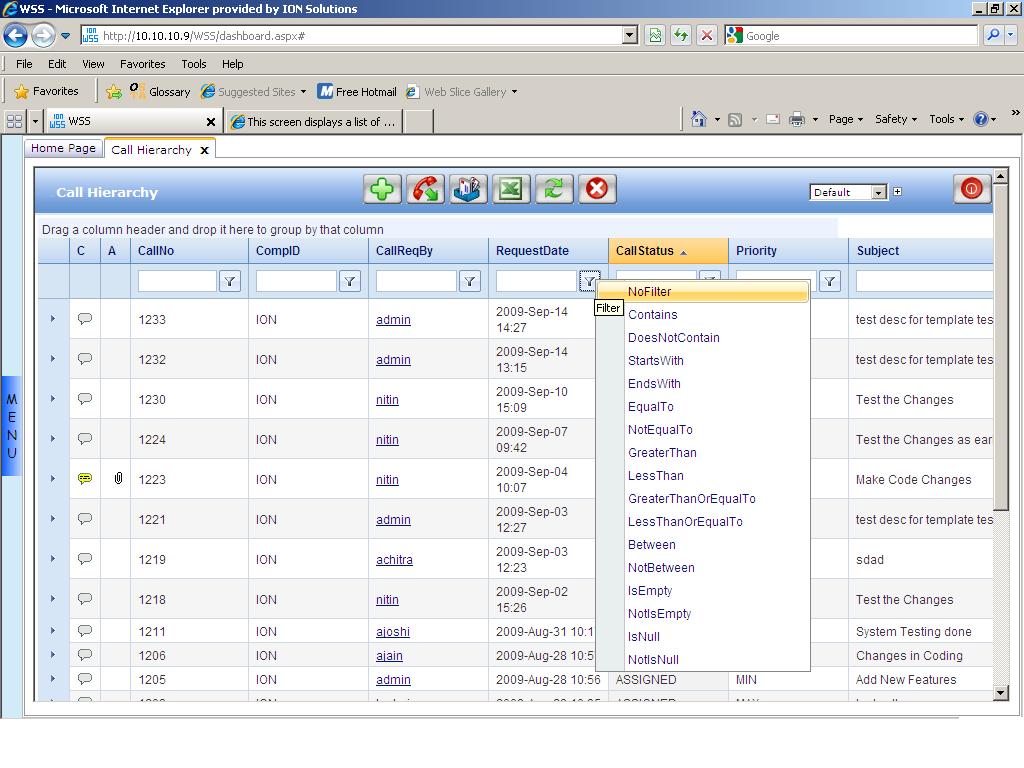 WSS - Microsoft Internet Explorer provided by ION Solutions
ION WSS http://10.10.10.9/WSS/dashboard.aspx# Google
File Edit View Favorites Tools Help
Favorites Glossary Suggested Sites Free Hotmail Web Slice Gallery
ION WSS WSS This screen displays a list of ... Page Safety Tools
Home Page Call Hierarchy x
Call Hierarchy Default
Drag a column header and drop it here to group by that column
C A CallNo CompID CallReqBy RequestDate CallStatus Priority Subject
NoFilter
Filter
Contains
DoesNotContain
StartsWith
EndsWith
EqualTo
NotEqualTo
GreaterThan
LessThan
GreaterThanOrEqualTo
LessThanOrEqualTo
Between
NotBetween
IsEmpty
NotIsEmpty
IsNull
NotIsNull
1233 ION admin 2009-Sep-14 14:27 test desc for template tes
1232 ION admin 2009-Sep-14 13:15 test desc for template tes
1230 ION nitin 2009-Sep-10 15:09 Test the Changes
1224 ION nitin 2009-Sep-07 09:42 Test the Changes as ear
1223 ION nitin 2009-Sep-04 10:07 Make Code Changes
1221 ION admin 2009-Sep-03 12:27 test desc for template tes
1219 ION achitra 2009-Sep-03 12:23 sdad
1218 ION nitin 2009-Sep-02 15:26 Test the Changes
1211 ION ajoshi 2009-Aug-31 10:1 System Testing done
1206 ION ajain 2009-Aug-28 10:5 Changes in Coding
1205 ION admin 2009-Aug-28 10:56 ASSIGNED MIN Add New Features
MENU